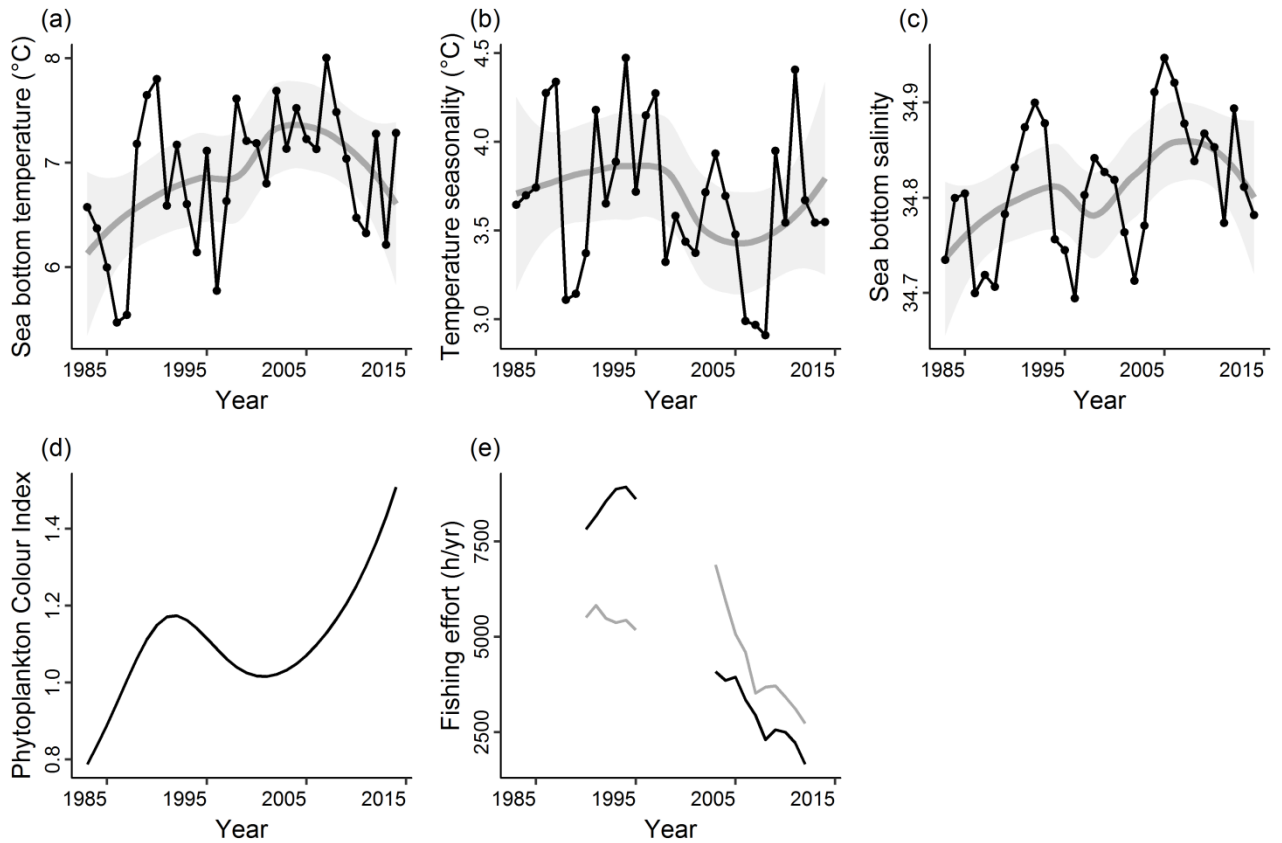 (a)
Sea bottom temperature (°C)
8
7
6
1985 1995 2005 2015
Year
(b)
Temperature seasonality (°C)
4.5
4.0
3.5
3.0
1985 1995 2005 2015
Year
(c)
Sea bottom salinity
34.9
34.8
34.7
1985 1995 2005 2015
Year
(d)
Phytoplankton Colour Index
1.4
1.2
1.0
0.8
1985 1995 2005 2015
Year
(e)
Fishing effort (h/yr)
7500
5000
2500
1985 1995 2005 2015
Year